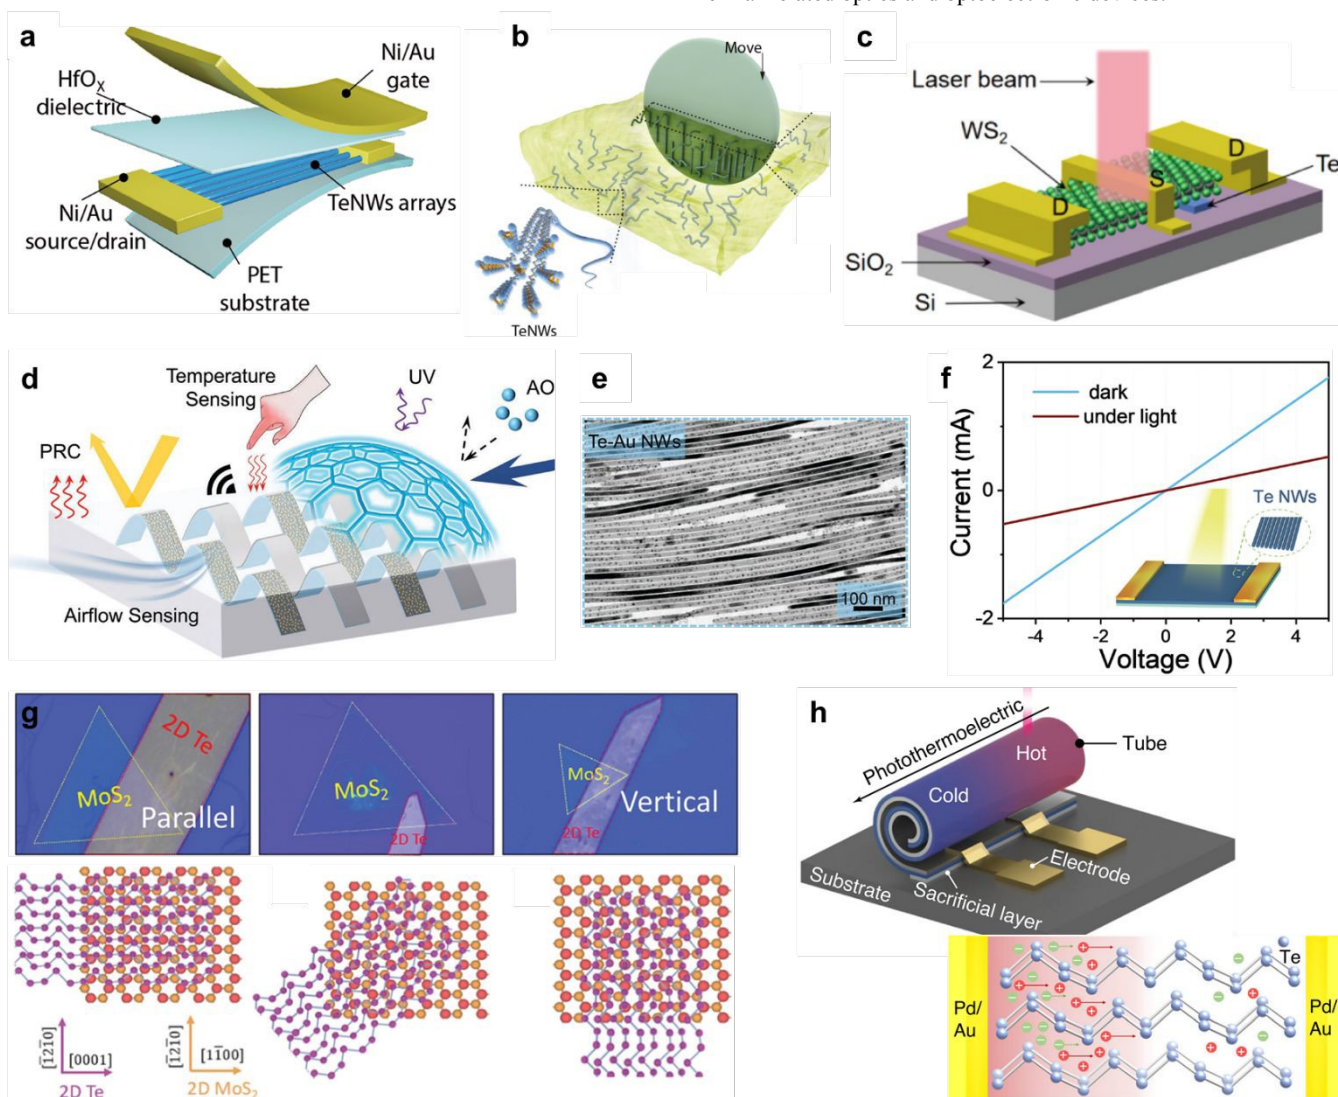 a
Ni/Au
gate
HfOₓ
dielectric
Ni/Au
source/drain
TeNWs arrays
PET
substrate
b
Move
TeNWs
c
Laser beam
WS₂
D
S
D
Te
SiO₂
Si
d
Temperature
Sensing
UV
AO
PRC
Airflow Sensing
e
Te-Au NWs
100 nm
f
2
dark
under light
Current (mA)
0
Te NWs
-2
-4
-2
0
2
4
Voltage (V)
g
2D Te
MoS₂
Parallel
MoS₂
2D Te
MoS₂
Vertical
2D Te
[1̄21̄0]
[0001]
2D Te
[1̄21̄0]
[11̄00]
2D MoS₂
h
Photothermoelectric
Hot
Tube
Cold
Electrode
Substrate
Sacrificial layer
Te
Pd/
Au
Pd/
Au